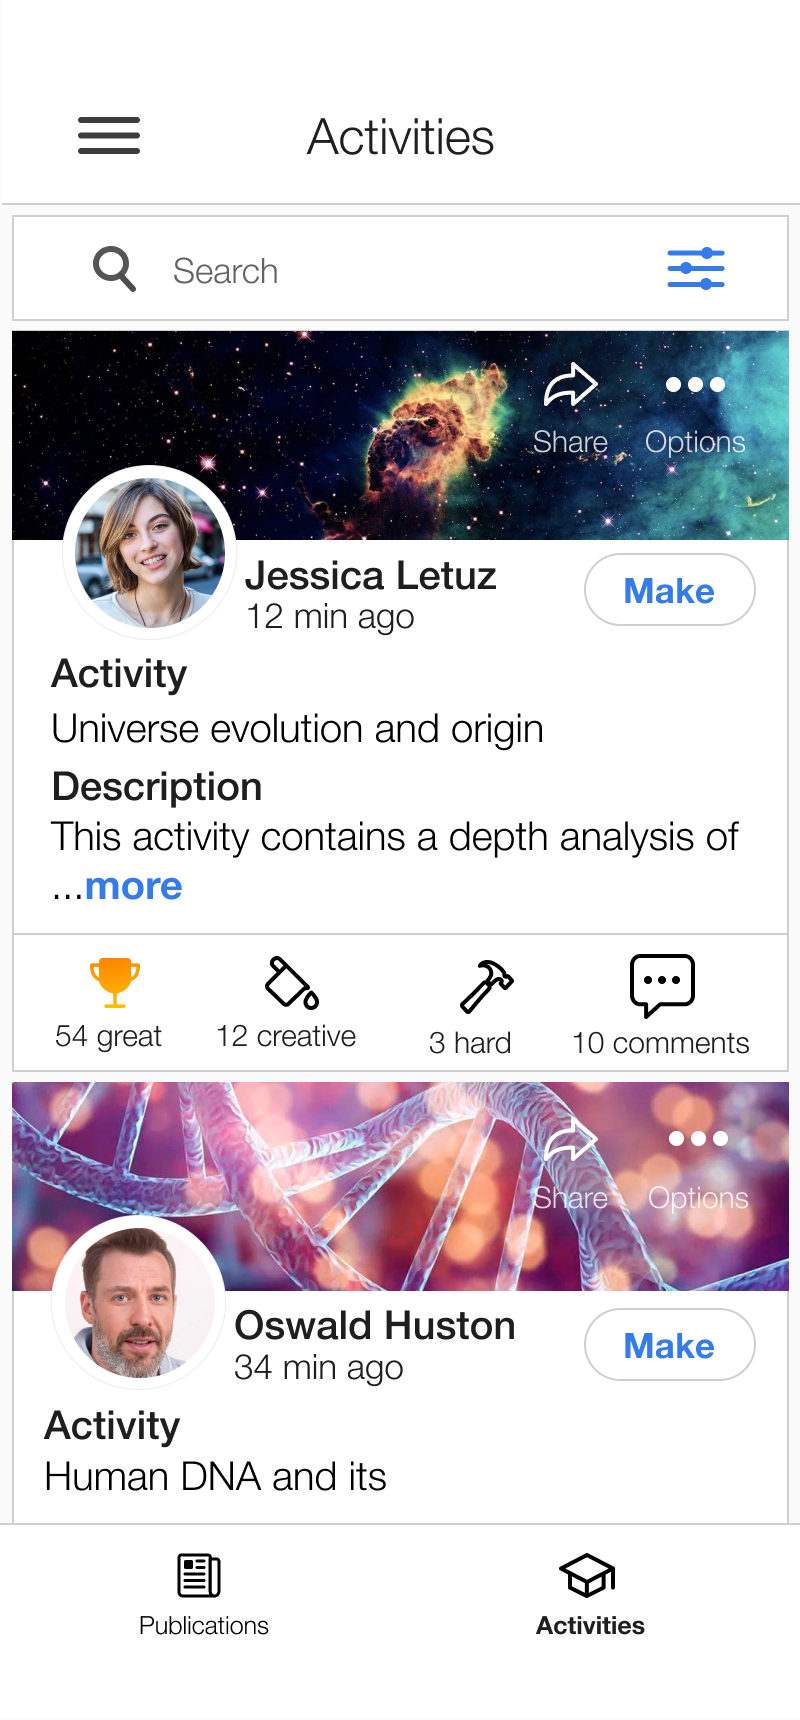 Activities
Search
Share Options
Jessica Letuz
12 min ago
Make
Activity
Universe evolution and origin
Description
This activity contains a depth analysis of
...more
54 great 12 creative 3 hard 10 comments
Share Options
Oswald Huston
34 min ago
Make
Activity
Human DNA and its
Publications Activities